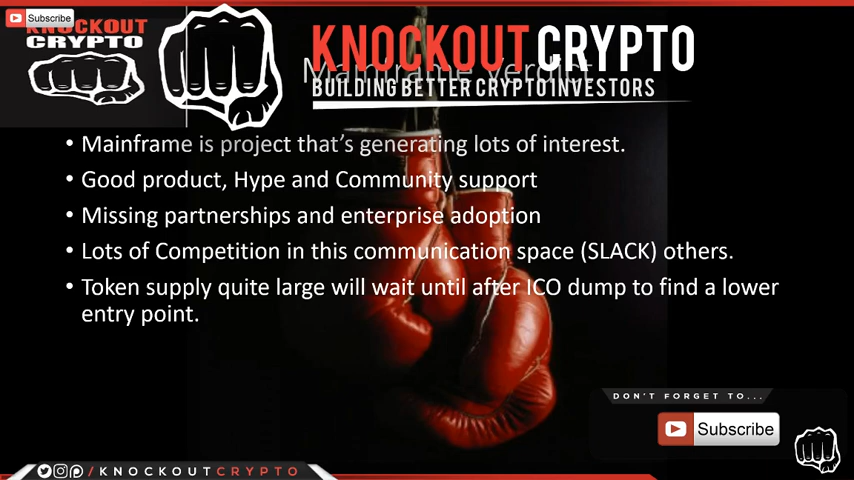 Subscribe
KNOCKOUT
CRYPTO
KNOCKOUT CRYPTO
Mainframe Verdict
BUILDING BETTER CRYPTO INVESTORS
• Mainframe is project that's generating lots of interest.
• Good product, Hype and Community support
• Missing partnerships and enterprise adoption
• Lots of Competition in this communication space (SLACK) others.
• Token supply quite large will wait until after ICO dump to find a lower
entry point.
DON'T FORGET TO...
Subscribe
/KNOCKOUTCRYPTO